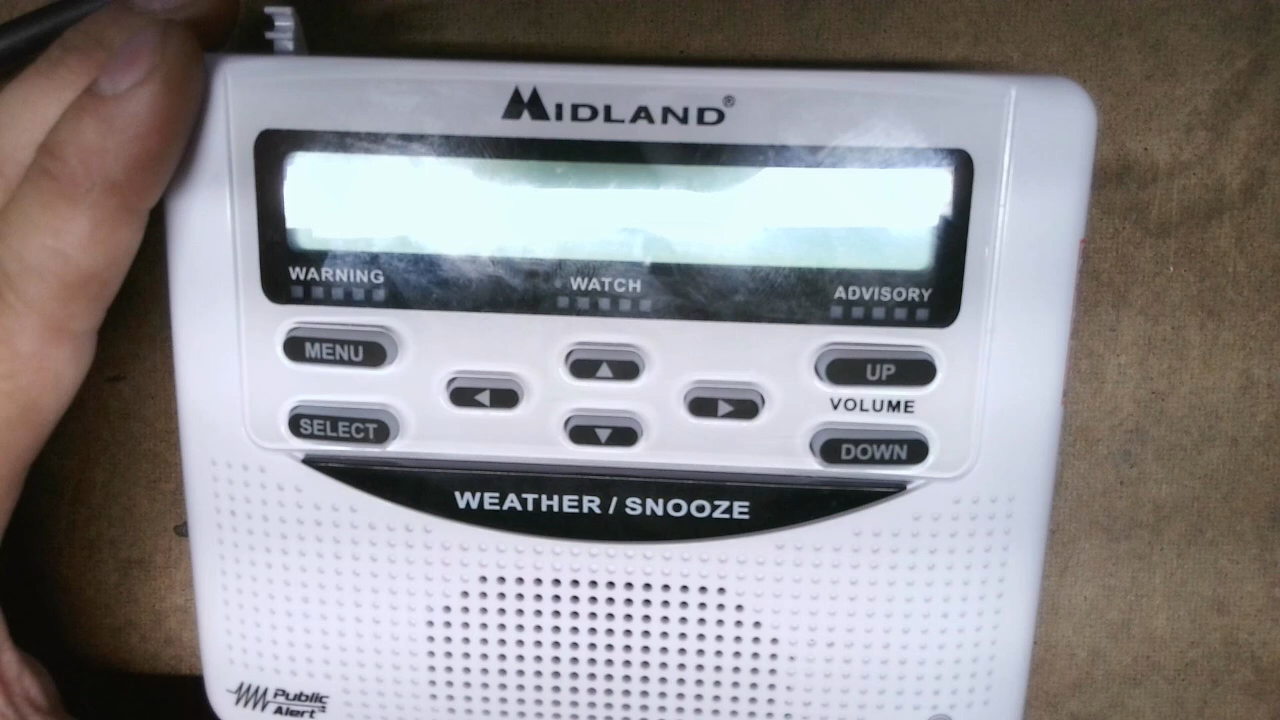 MIDLAND®
WARNING
WATCH
ADVISORY
MENU
UP
VOLUME
SELECT
DOWN
WEATHER / SNOOZE
Public
Alert